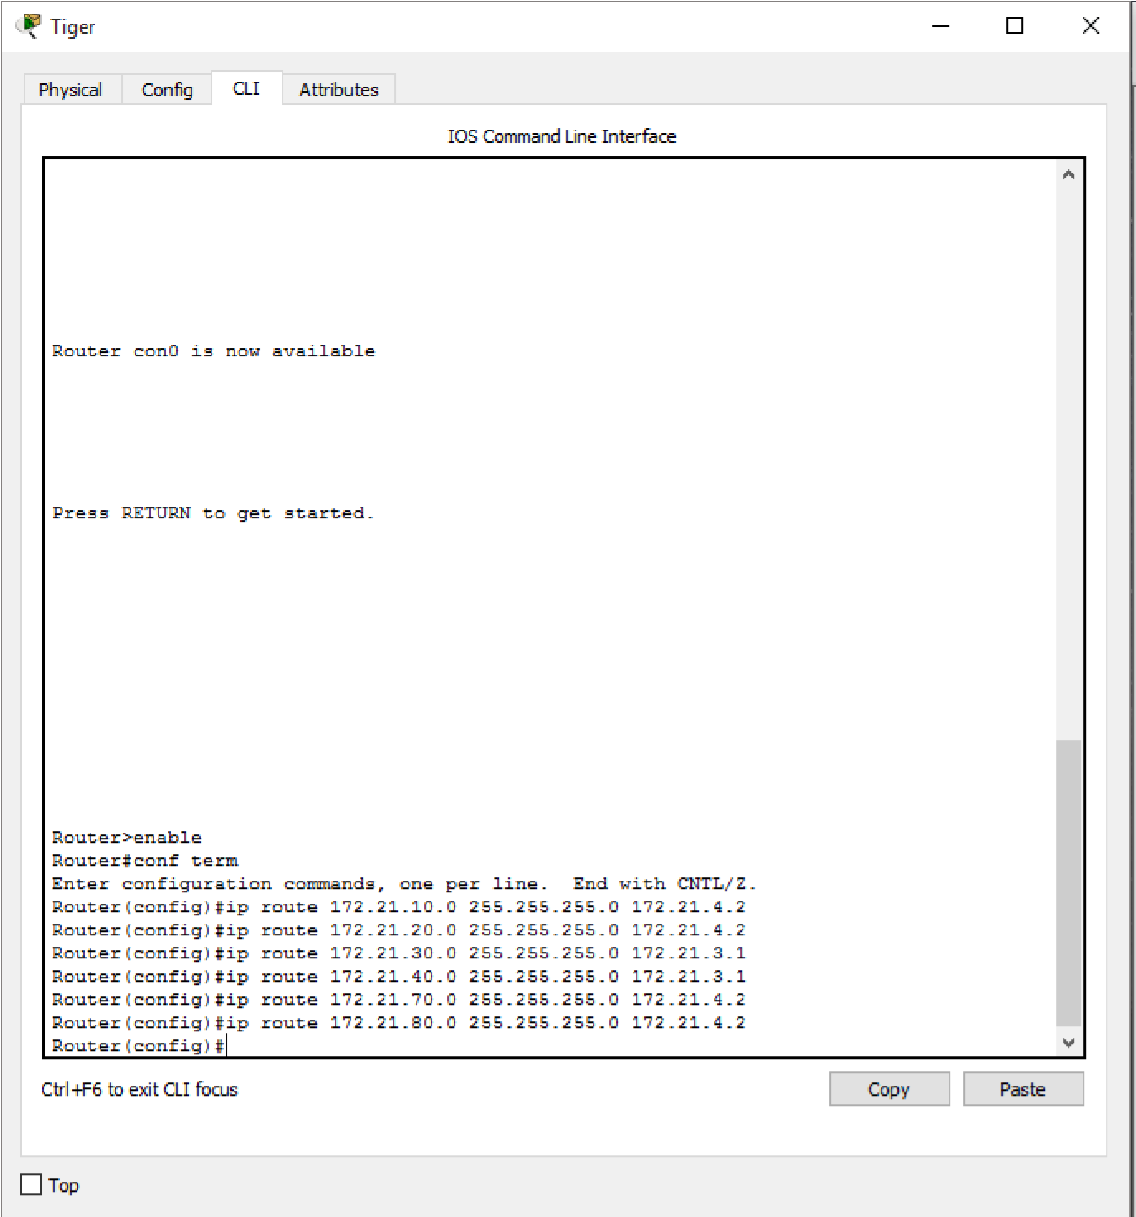 Tiger
Physical Config CLI Attributes
IOS Command Line Interface
Router con0 is now available
Press RETURN to get started.
Router>enable
Router#conf term
Enter configuration commands, one per line.  End with CNTL/Z.
Router(config)#ip route 172.21.10.0 255.255.255.0 172.21.4.2
Router(config)#ip route 172.21.20.0 255.255.255.0 172.21.4.2
Router(config)#ip route 172.21.30.0 255.255.255.0 172.21.3.1
Router(config)#ip route 172.21.40.0 255.255.255.0 172.21.3.1
Router(config)#ip route 172.21.70.0 255.255.255.0 172.21.4.2
Router(config)#ip route 172.21.80.0 255.255.255.0 172.21.4.2
Router(config)#
Ctrl+F6 to exit CLI focus Copy Paste
Top